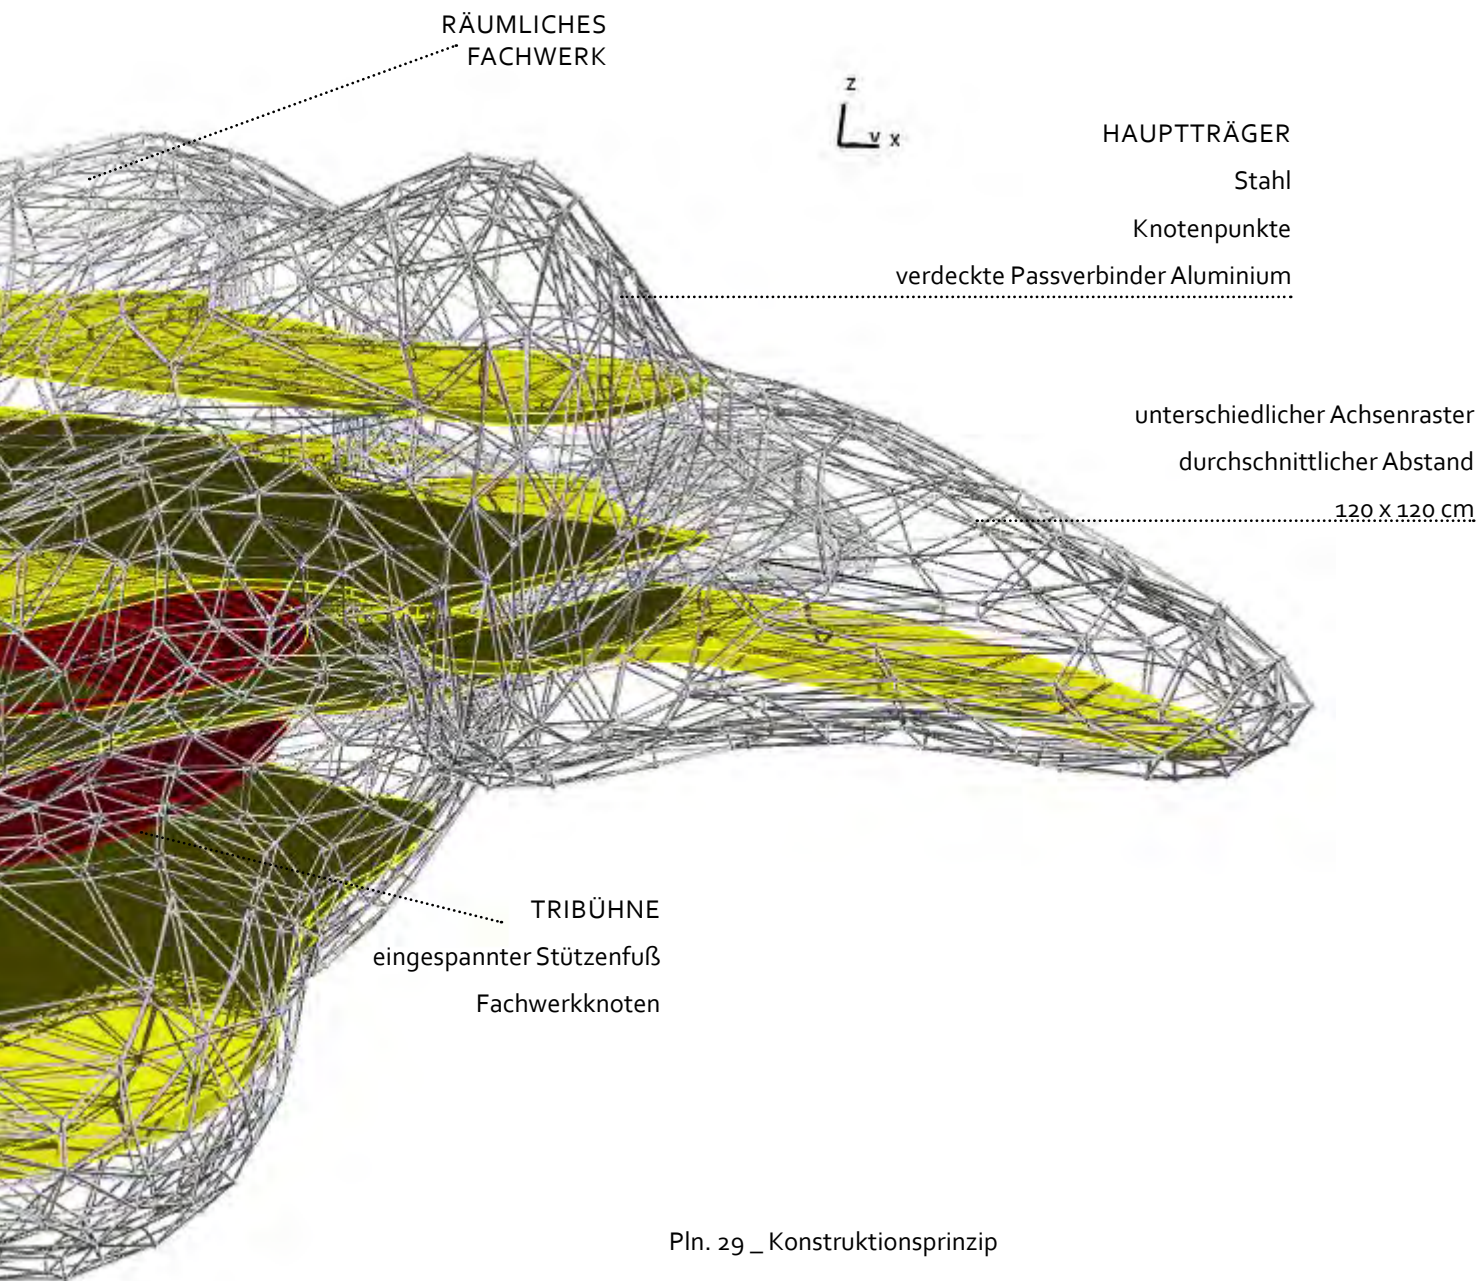 RÄUMLICHES
FACHWERK
z
y x
HAUPTTRÄGER
Stahl
Knotenpunkte
verdeckte Passverbinder Aluminium
unterschiedlicher Achsenraster
durchschnittlicher Abstand
120 x 120 cm
TRIBÜHNE
eingespannter Stützenfuß
Fachwerkknoten
Pln. 29 _ Konstruktionsprinzip